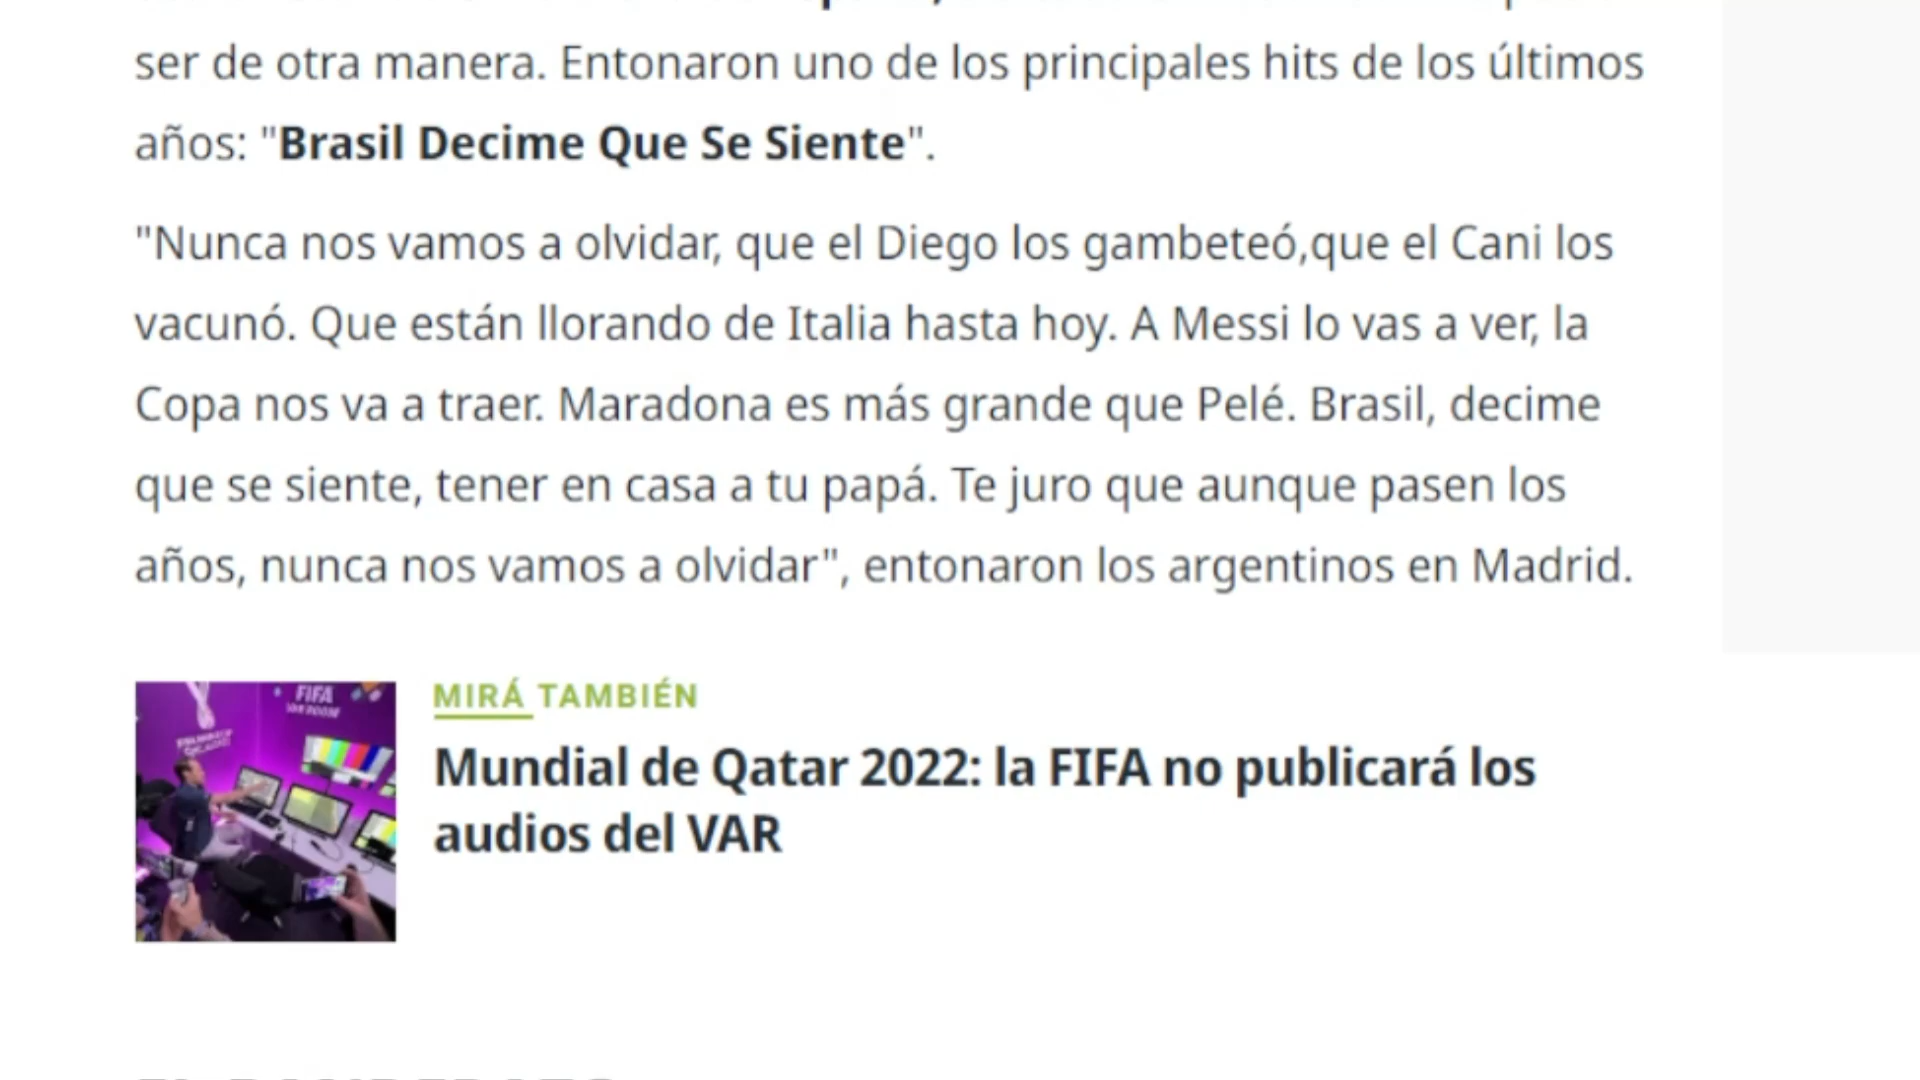 ser de otra manera. Entonaron uno de los principales hits de los últimos
años: "Brasil Decime Que Se Siente".
"Nunca nos vamos a olvidar, que el Diego los gambeteó,que el Cani los
vacunó. Que están llorando de Italia hasta hoy. A Messi lo vas a ver, la
Copa nos va a traer. Maradona es más grande que Pelé. Brasil, decime
que se siente, tener en casa a tu papá. Te juro que aunque pasen los
años, nunca nos vamos a olvidar", entonaron los argentinos en Madrid.
FIFA
VAR ROOM
MIRÁ TAMBIÉN
Mundial de Qatar 2022: la FIFA no publicará los
audios del VAR